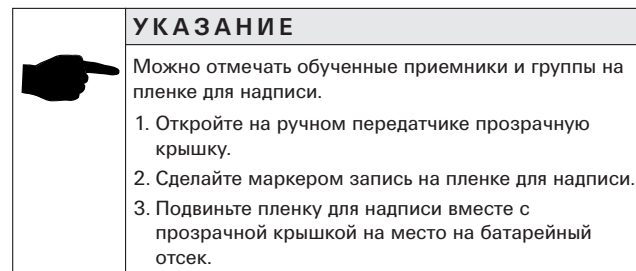 УКАЗАНИЕ
Можно отмечать обученные приемники и группы на
пленке для надписи.
1. Откройте на ручном передатчике прозрачную
крышку.
2. Сделайте маркером запись на пленке для надписи.
3. Подвиньте пленку для надписи вместе с
прозрачной крышкой на место на батарейный
отсек.